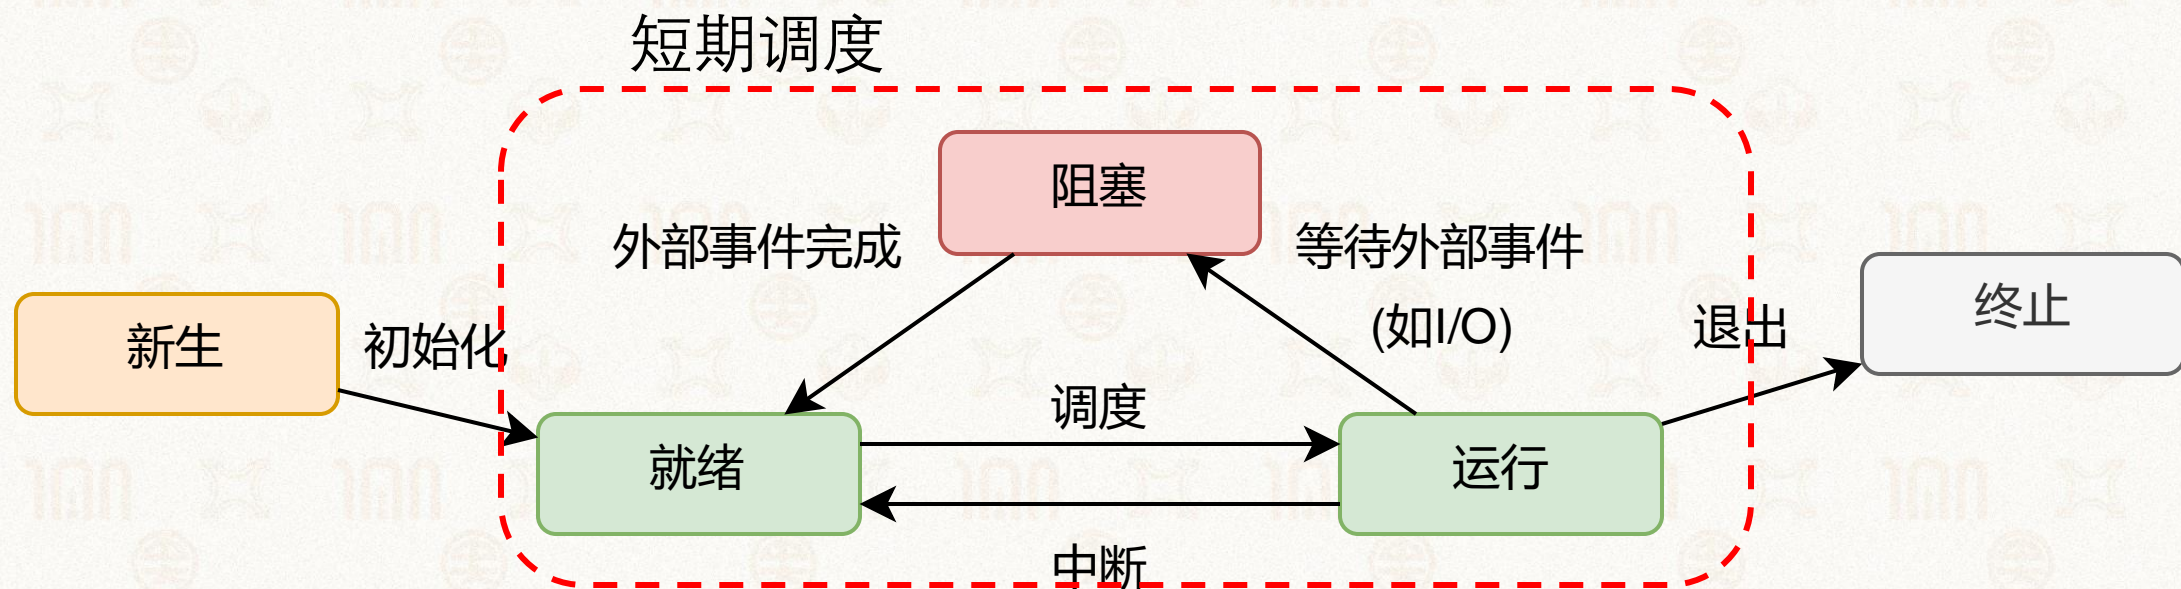 短期调度
阻塞
外部事件完成
等待外部事件
(如I/O)
新生
初始化
退出
终止
调度
就绪
运行
中断